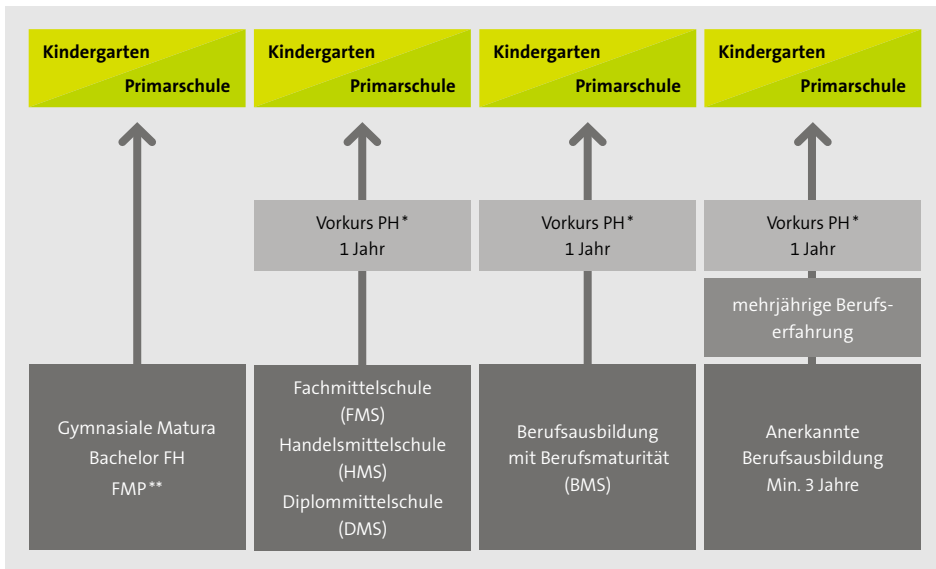 Kindergarten
Primarschule
Kindergarten
Primarschule
Kindergarten
Primarschule
Kindergarten
Primarschule
Vorkurs PH*
1 Jahr
Vorkurs PH*
1 Jahr
Vorkurs PH*
1 Jahr
mehrjährige Berufs-
erfahrung
Gymnasiale Matura
Bachelor FH
FMP**
Fachmittelschule
(FMS)
Handelsmittelschule
(HMS)
Diplommittelschule
(DMS)
Berufsausbildung
mit Berufsmaturität
(BMS)
Anerkannte
Berufsausbildung
Min. 3 Jahre